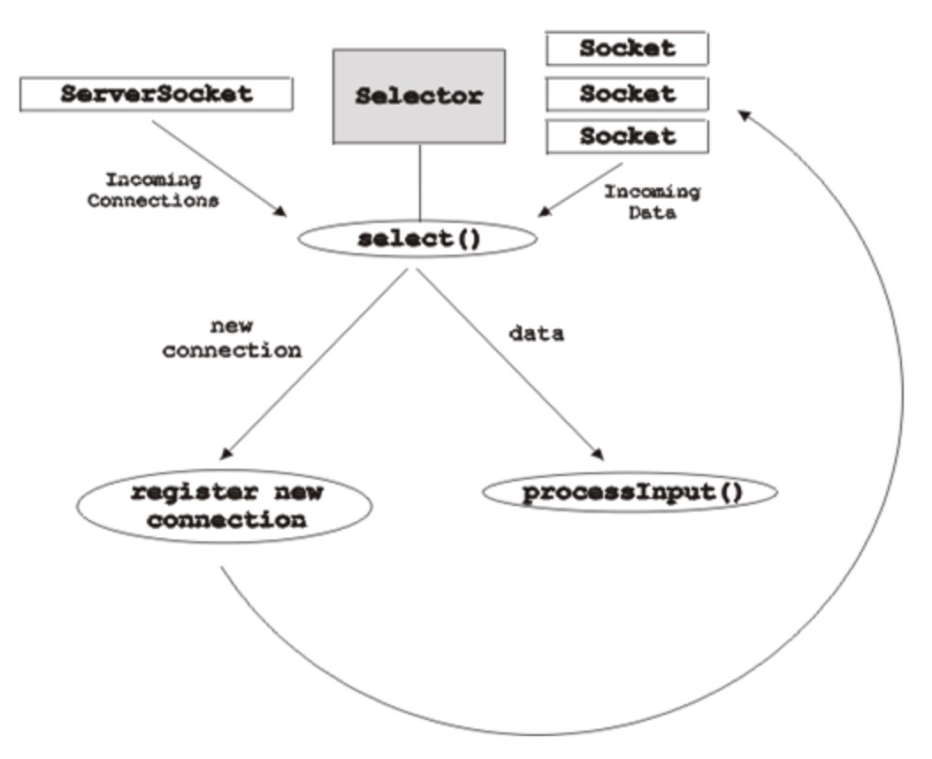 Socket
ServerSocket
Selector
Socket
Socket
Incoming
Connections
Incoming
Data
select()
new
connection
data
register new
connection
processInput()